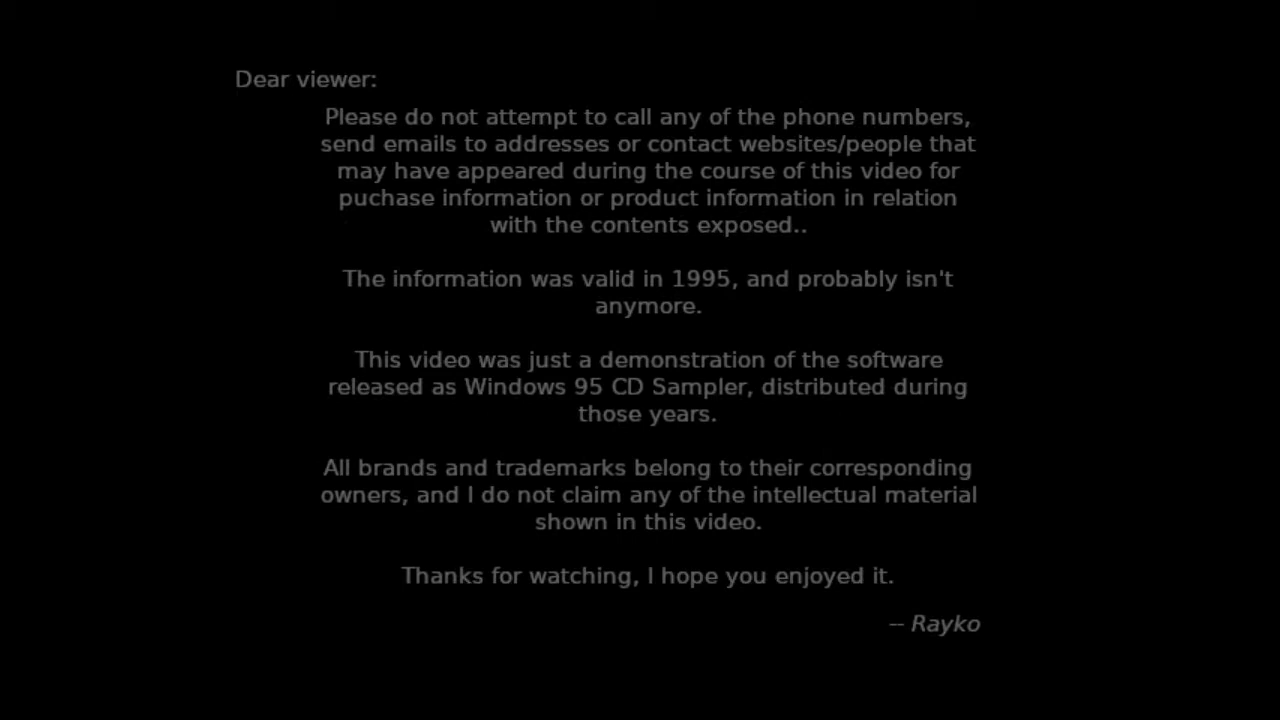 Dear viewer:
Please do not attempt to call any of the phone numbers,
send emails to addresses or contact websites/people that
may have appeared during the course of this video for
puchase information or product information in relation
with the contents exposed..
The information was valid in 1995, and probably isn't
anymore.
This video was just a demonstration of the software
released as Windows 95 CD Sampler, distributed during
those years.
All brands and trademarks belong to their corresponding
owners, and I do not claim any of the intellectual material
shown in this video.
Thanks for watching, I hope you enjoyed it.
-- Rayko